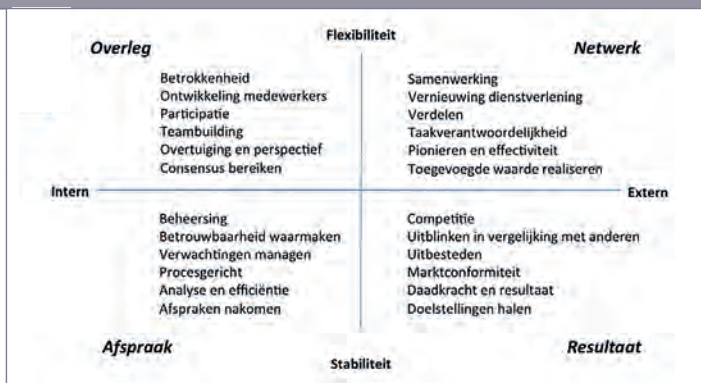 Flexibiliteit
Overleg
Netwerk
Betrokkenheid
Ontwikkeling medewerkers
Participatie
Teambuilding
Overtuiging en perspectief
Consensus bereiken
Samenwerking
Vernieuwing dienstverlening
Verdelen
Taakverantwoordelijkheid
Pionieren en effectiviteit
Toegevoegde waarde realiseren
Intern
Extern
Beheersing
Betrouwbaarheid waarmaken
Verwachtingen managen
Procesgericht
Analyse en efficiëntie
Afspraken nakomen
Competitie
Uitblinken in vergelijking met anderen
Uitbesteden
Marktconformiteit
Daadkracht en resultaat
Doelstellingen halen
Afspraak
Resultaat
Stabiliteit